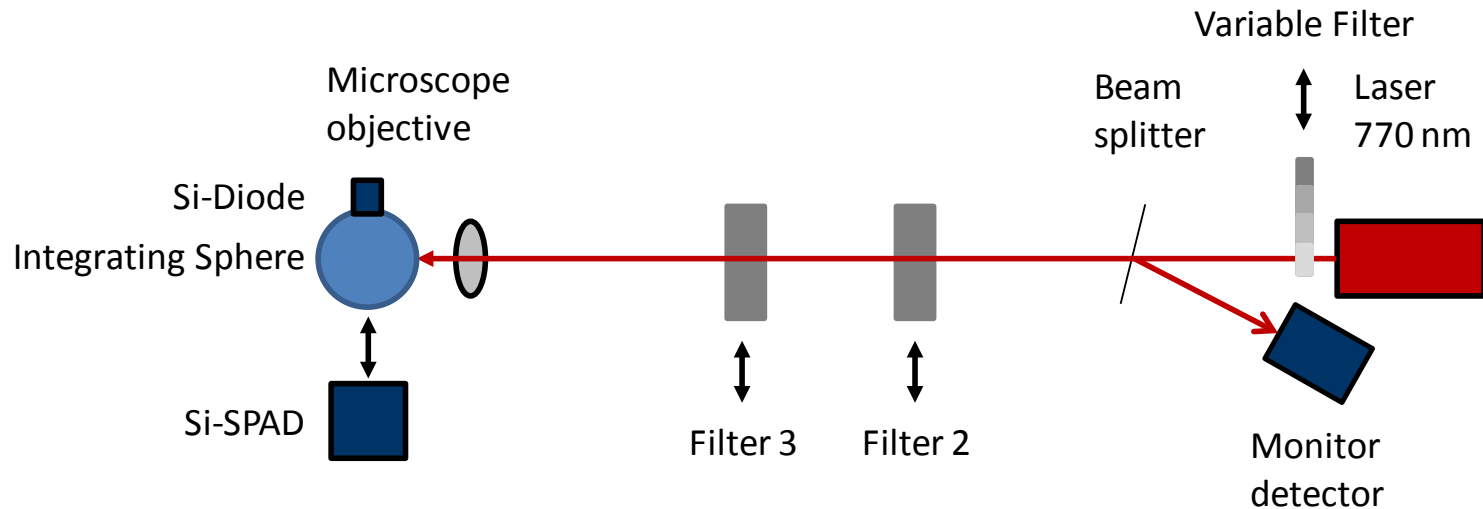 Variable Filter
Microscope
objective
Beam
splitter
Laser
770 nm
Si-Diode
Integrating Sphere
Si-SPAD
Filter 3
Filter 2
Monitor
detector